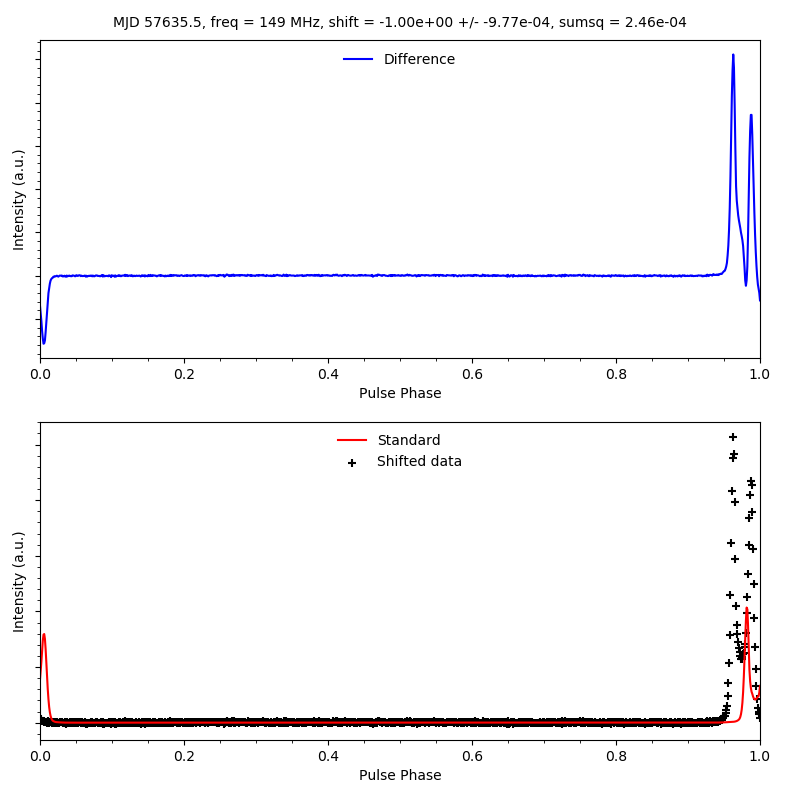 MJD 57635.5, freq = 149 MHz, shift = -1.00e+00 +/- -9.77e-04, sumsq = 2.46e-04
Difference
Intensity (a.u.)
0.0 0.2 0.4 0.6 0.8 1.0
Pulse Phase
Standard
Shifted data
Intensity (a.u.)
0.0 0.2 0.4 0.6 0.8 1.0
Pulse Phase